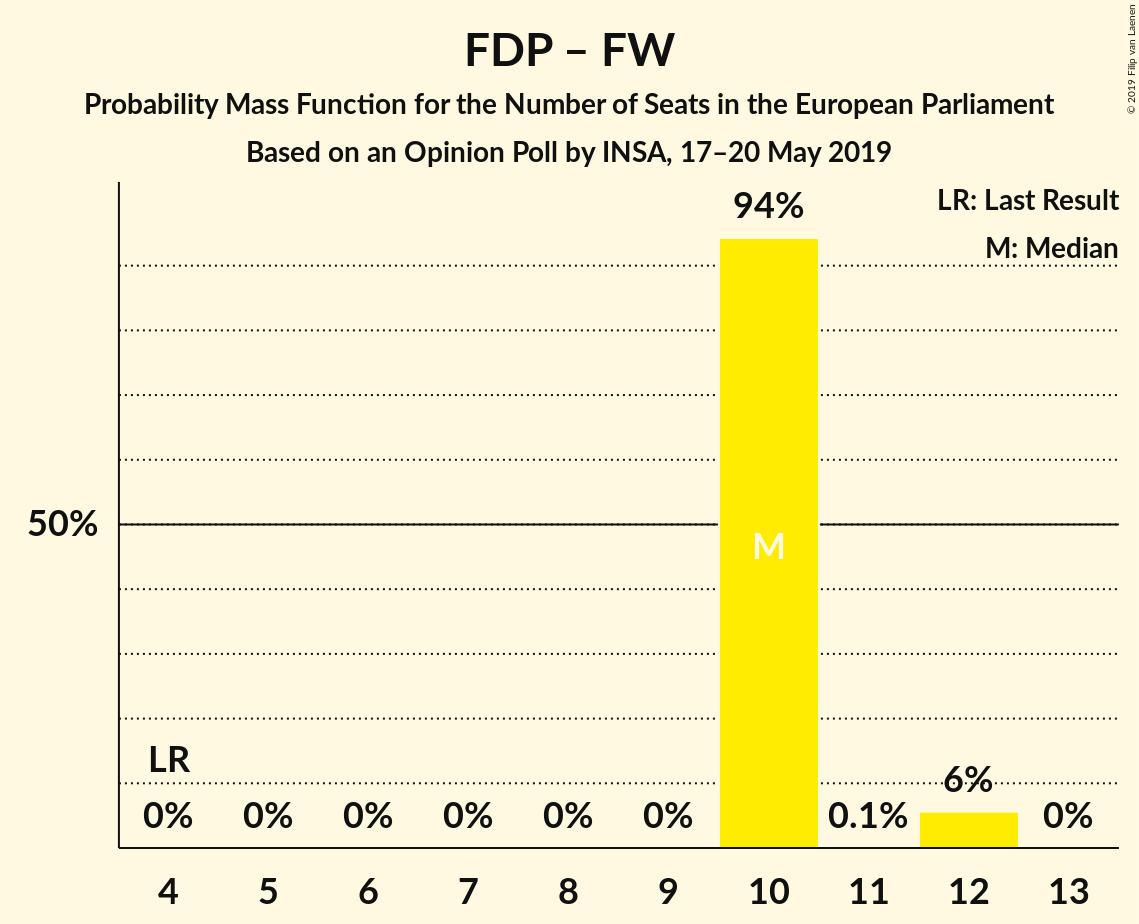 FDP – FW
Probability Mass Function for the Number of Seats in the European Parliament
Based on an Opinion Poll by INSA, 17–20 May 2019
© 2019 Filip van Laenen
LR: Last Result
M: Median
94%
50%
M
LR
6%
0% 0% 0% 0% 0% 0% 0.1% 0%
4 5 6 7 8 9 10 11 12 13